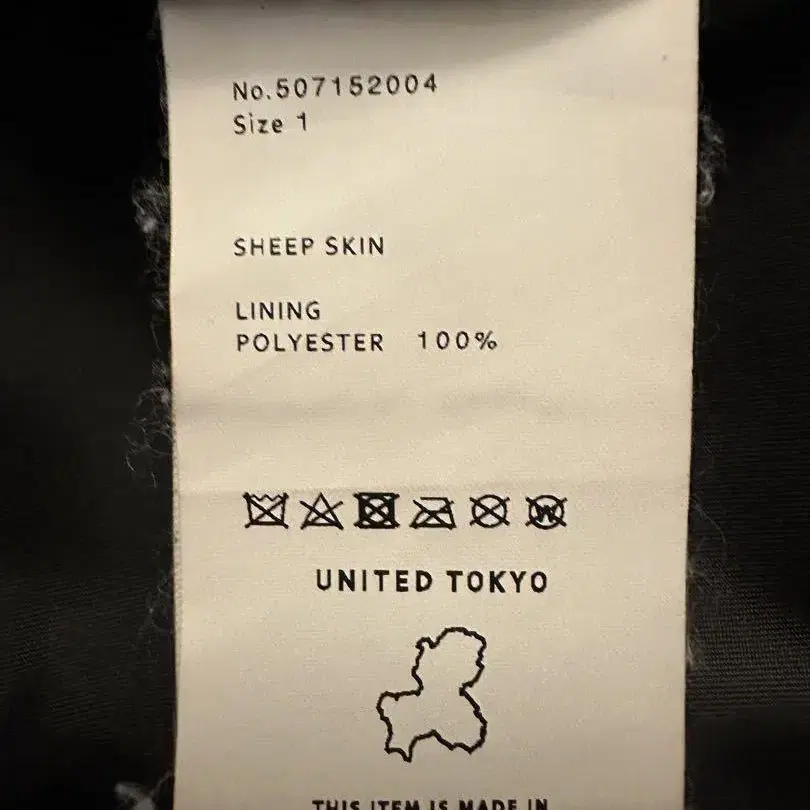 No.507152004
Size 1
SHEEP SKIN
LINING
POLYESTER 100%
W
UNITED TOKYO
THIS ITEM IS MADE IN